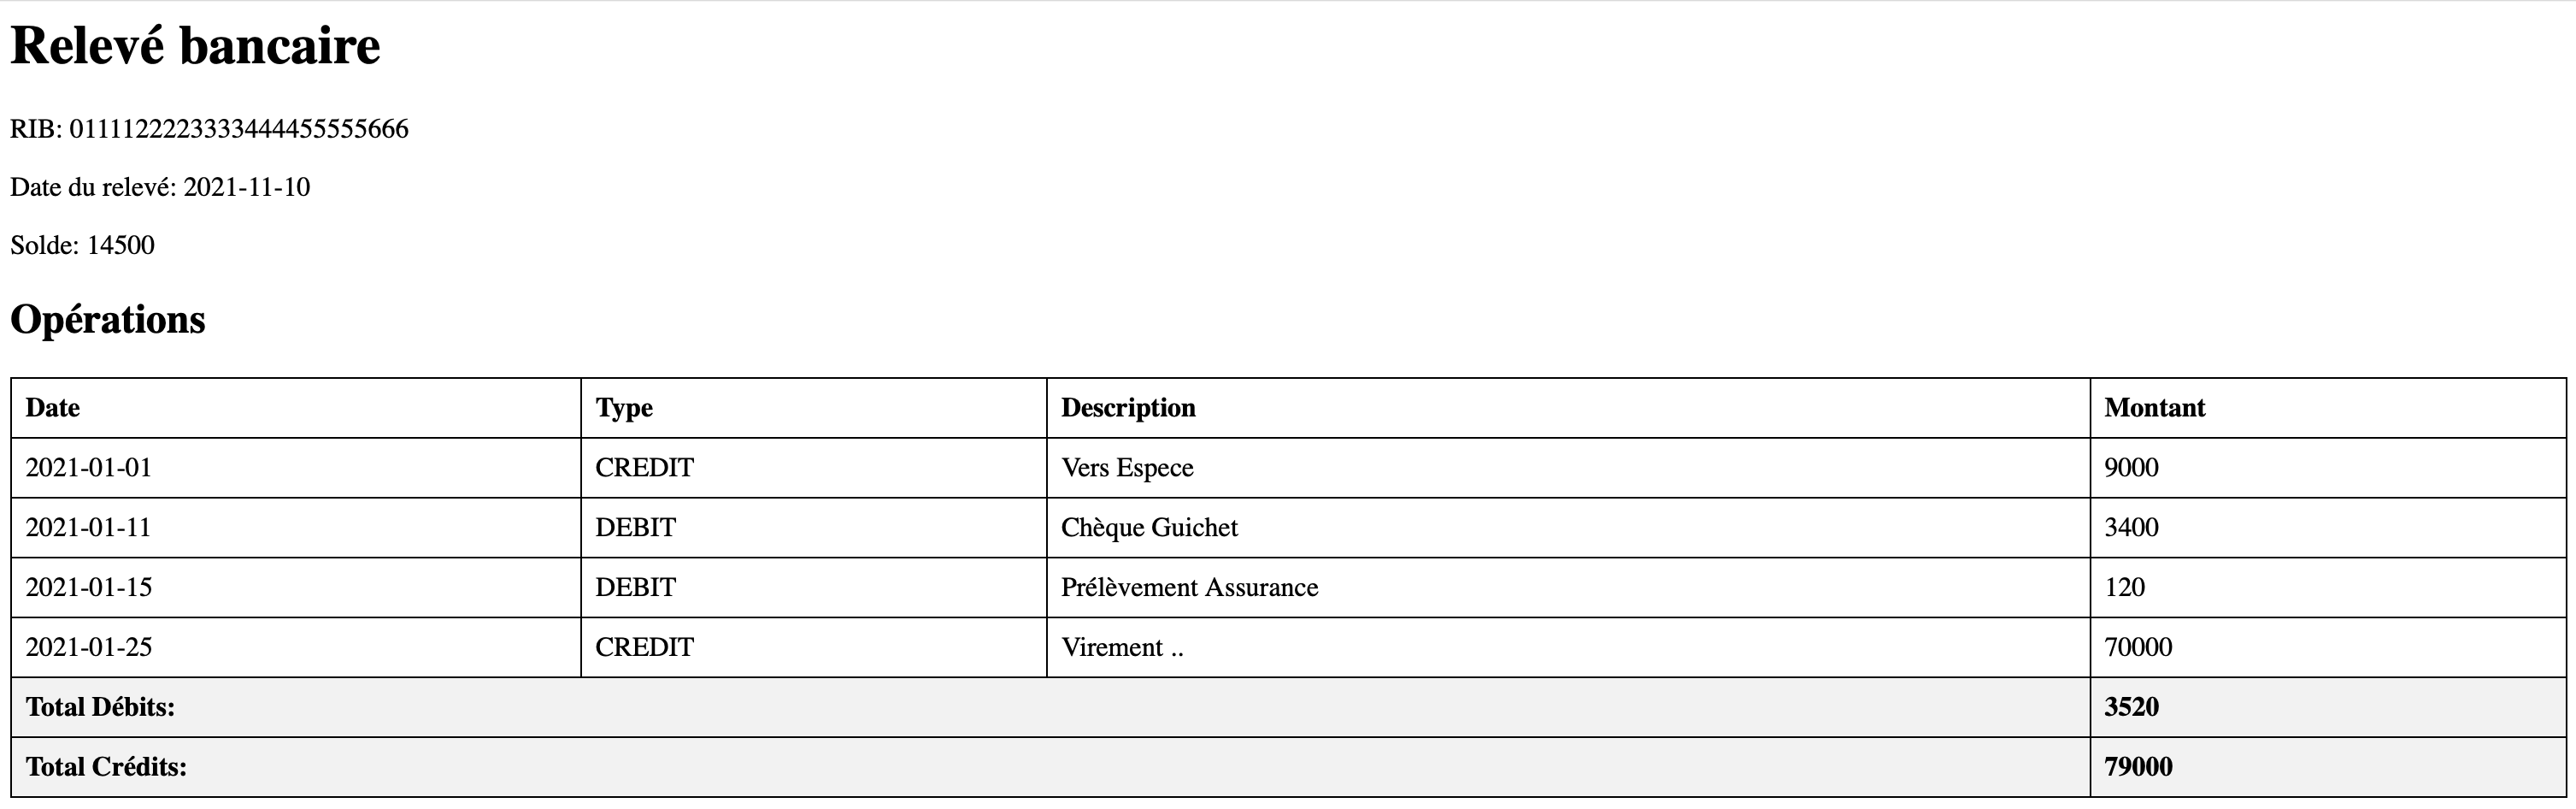 Relevé bancaire
RIB: 0111122223333444455555666
Date du relevé: 2021-11-10
Solde: 14500
Opérations
Date Type Description Montant
2021-01-01 CREDIT Vers Espece 9000
2021-01-11 DEBIT Chèque Guichet 3400
2021-01-15 DEBIT Prélèvement Assurance 120
2021-01-25 CREDIT Virement .. 70000
Total Débits: 3520
Total Crédits: 79000